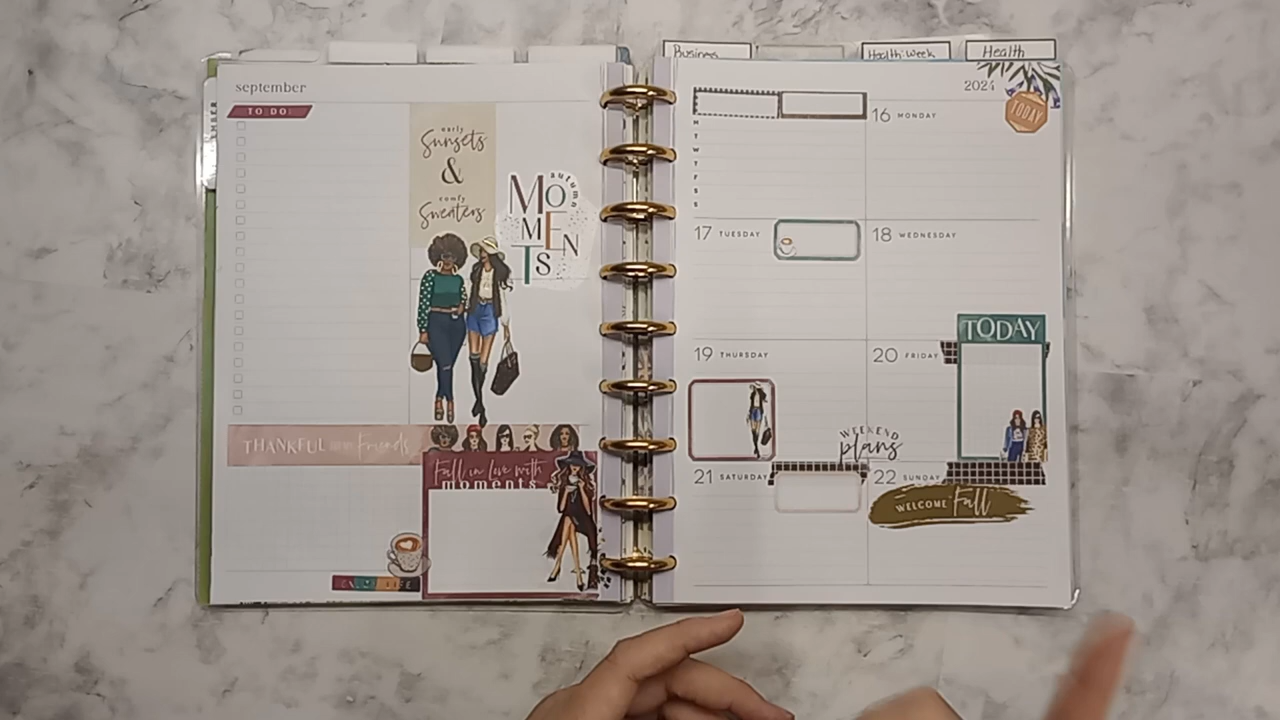 Business
Health: Week
Health
september
TO DO
early
Sunsets
&
comfy
Sweaters
autumn
MOMENTS
THANKFUL
Friends
Fall in love with
moments
LIFE
2024
TODAY
M
T
W
T
F
S
S
16 MONDAY
17 TUESDAY
18 WEDNESDAY
19 THURSDAY
20 FRIDAY
TODAY
WEEKEND
plans
21 SATURDAY
22 SUNDAY
WELCOME Fall